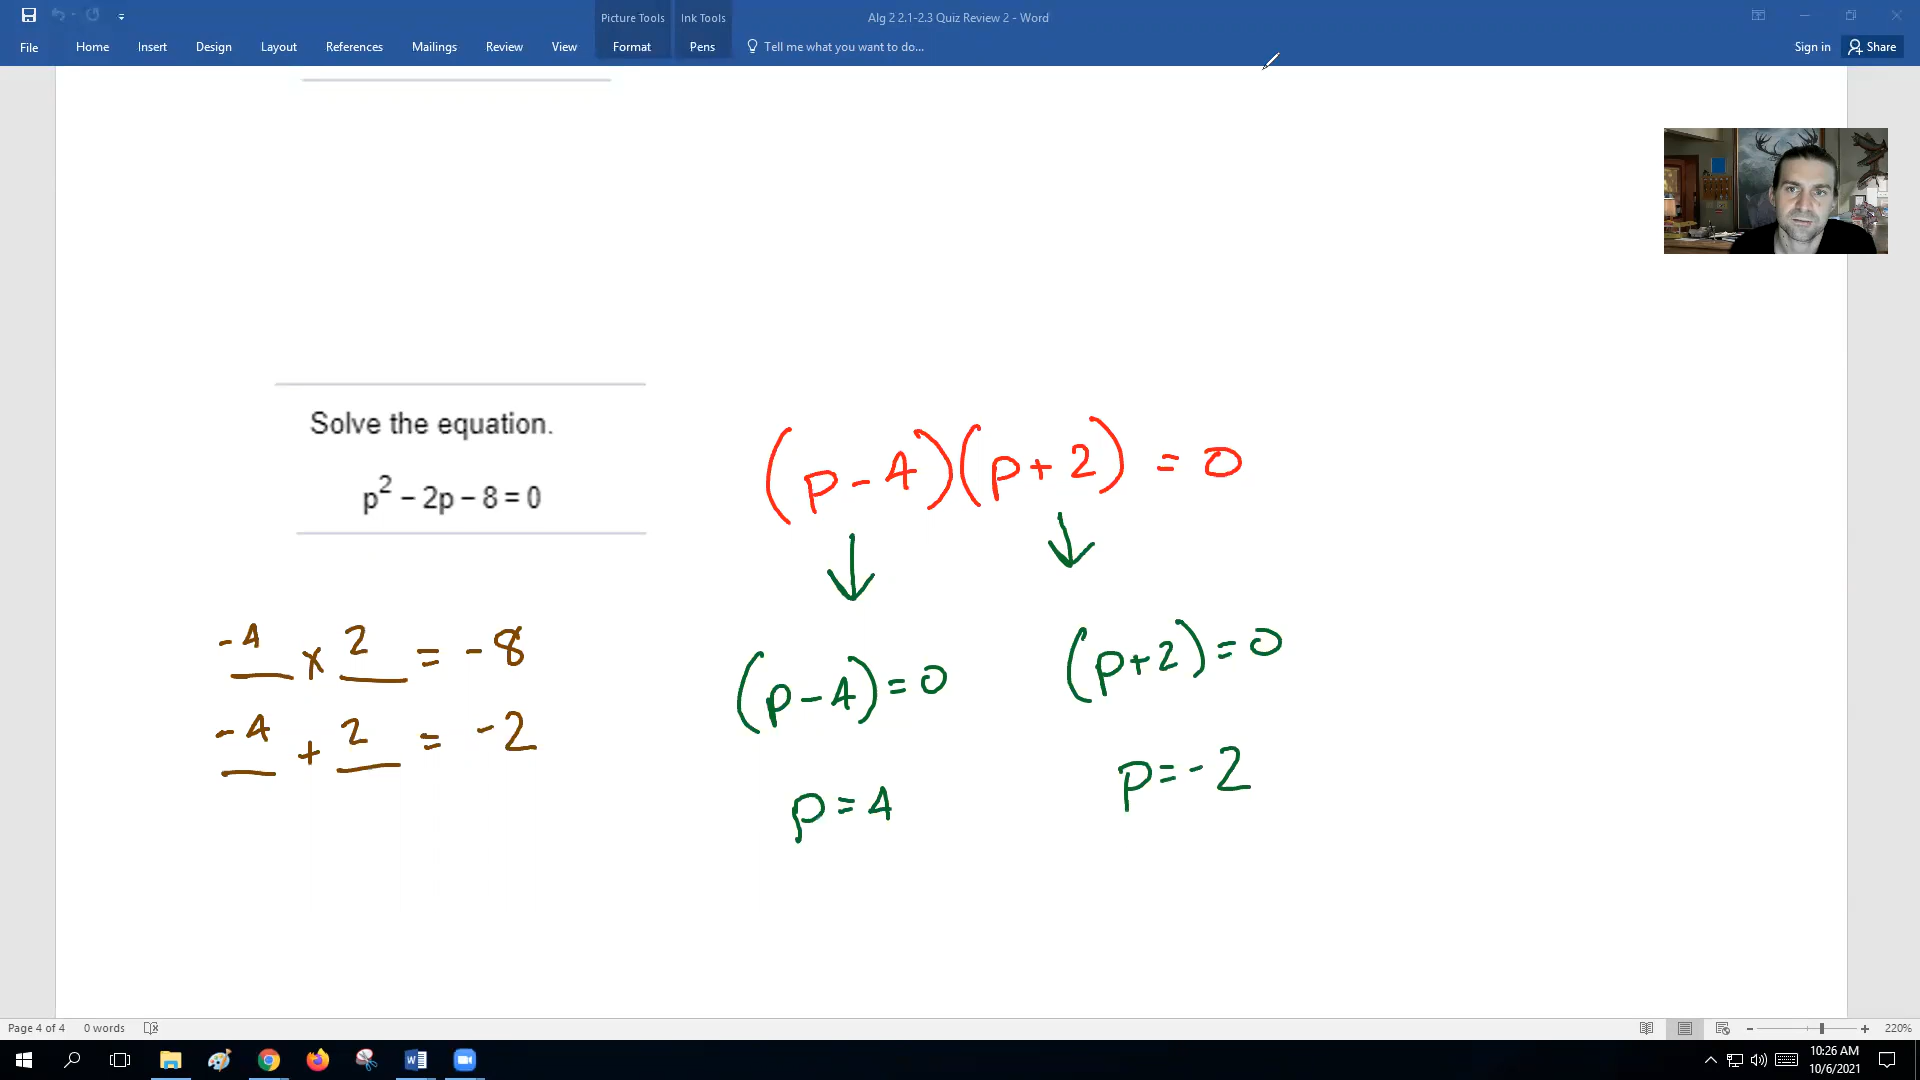 Picture Tools Ink Tools Alg 2 2.1-2.3 Quiz Review 2 - Word
File Home Insert Design Layout References Mailings Review View Format Pens Tell me what you want to do... Sign in Share
Solve the equation.
p² − 2p − 8 = 0
(p-4)(p+2) = 0
-4 x 2 = -8
-4 + 2 = -2
(p-4)=0
p=4
(p+2)=0
p=-2
Page 4 of 4 0 words 220%
10:26 AM
10/6/2021